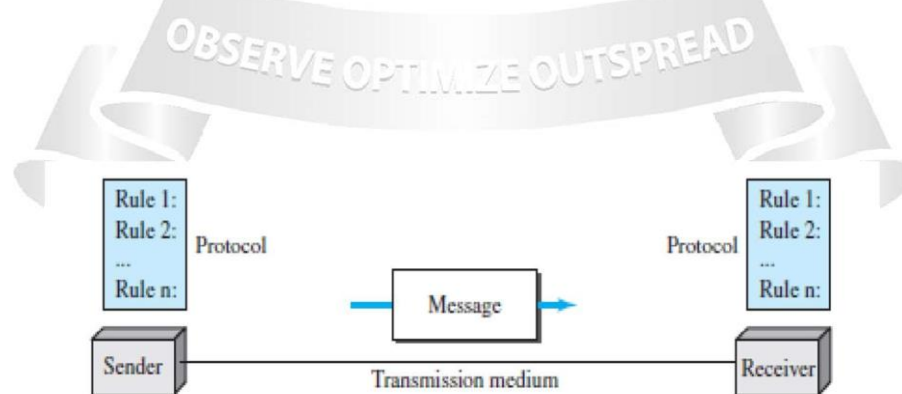 OBSERVE OPTIMIZE OUTSPREAD
Rule 1:
Rule 2:
...
Rule n:
Protocol
Message
Protocol
Rule 1:
Rule 2:
...
Rule n:
Sender
Transmission medium
Receiver